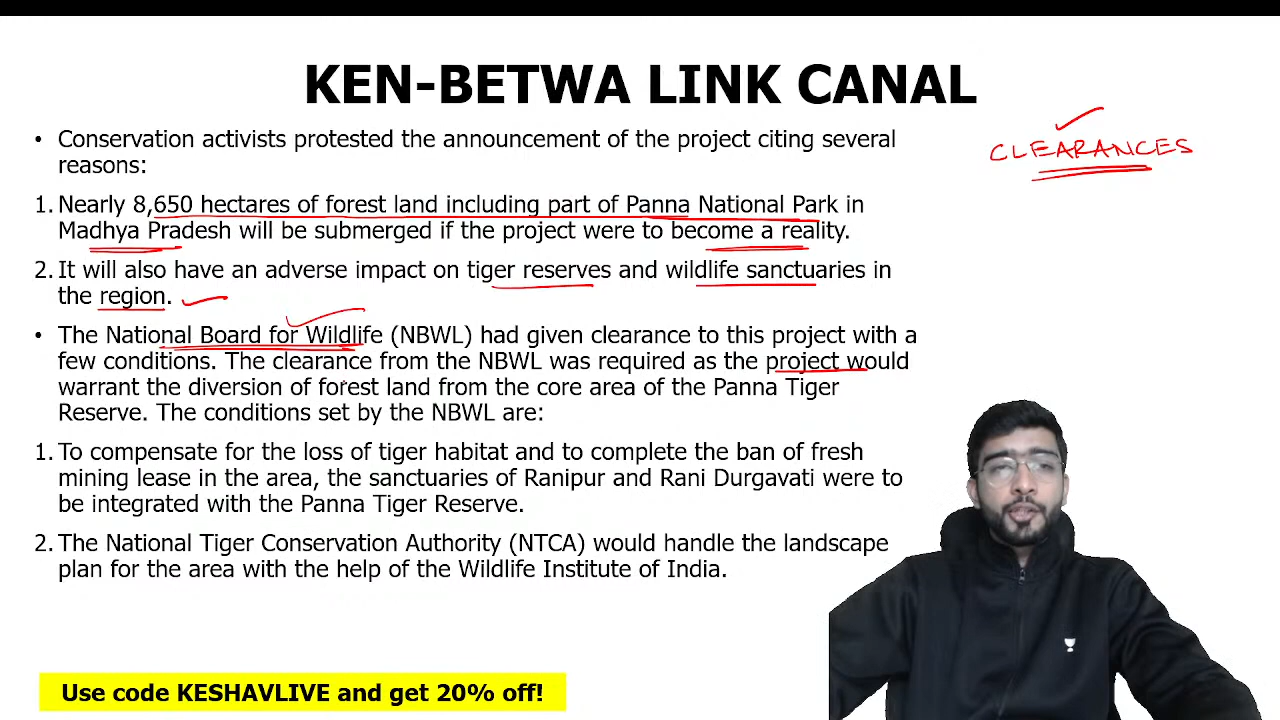 KEN-BETWA LINK CANAL
• Conservation activists protested the announcement of the project citing several
reasons:
CLEARANCES
1. Nearly 8,650 hectares of forest land including part of Panna National Park in
Madhya Pradesh will be submerged if the project were to become a reality.
2. It will also have an adverse impact on tiger reserves and wildlife sanctuaries in
the region.
• The National Board for Wildlife (NBWL) had given clearance to this project with a
few conditions. The clearance from the NBWL was required as the project would
warrant the diversion of forest land from the core area of the Panna Tiger
Reserve. The conditions set by the NBWL are:
1. To compensate for the loss of tiger habitat and to complete the ban of fresh
mining lease in the area, the sanctuaries of Ranipur and Rani Durgavati were to
be integrated with the Panna Tiger Reserve.
2. The National Tiger Conservation Authority (NTCA) would handle the landscape
plan for the area with the help of the Wildlife Institute of India.
Use code KESHAVLIVE and get 20% off!